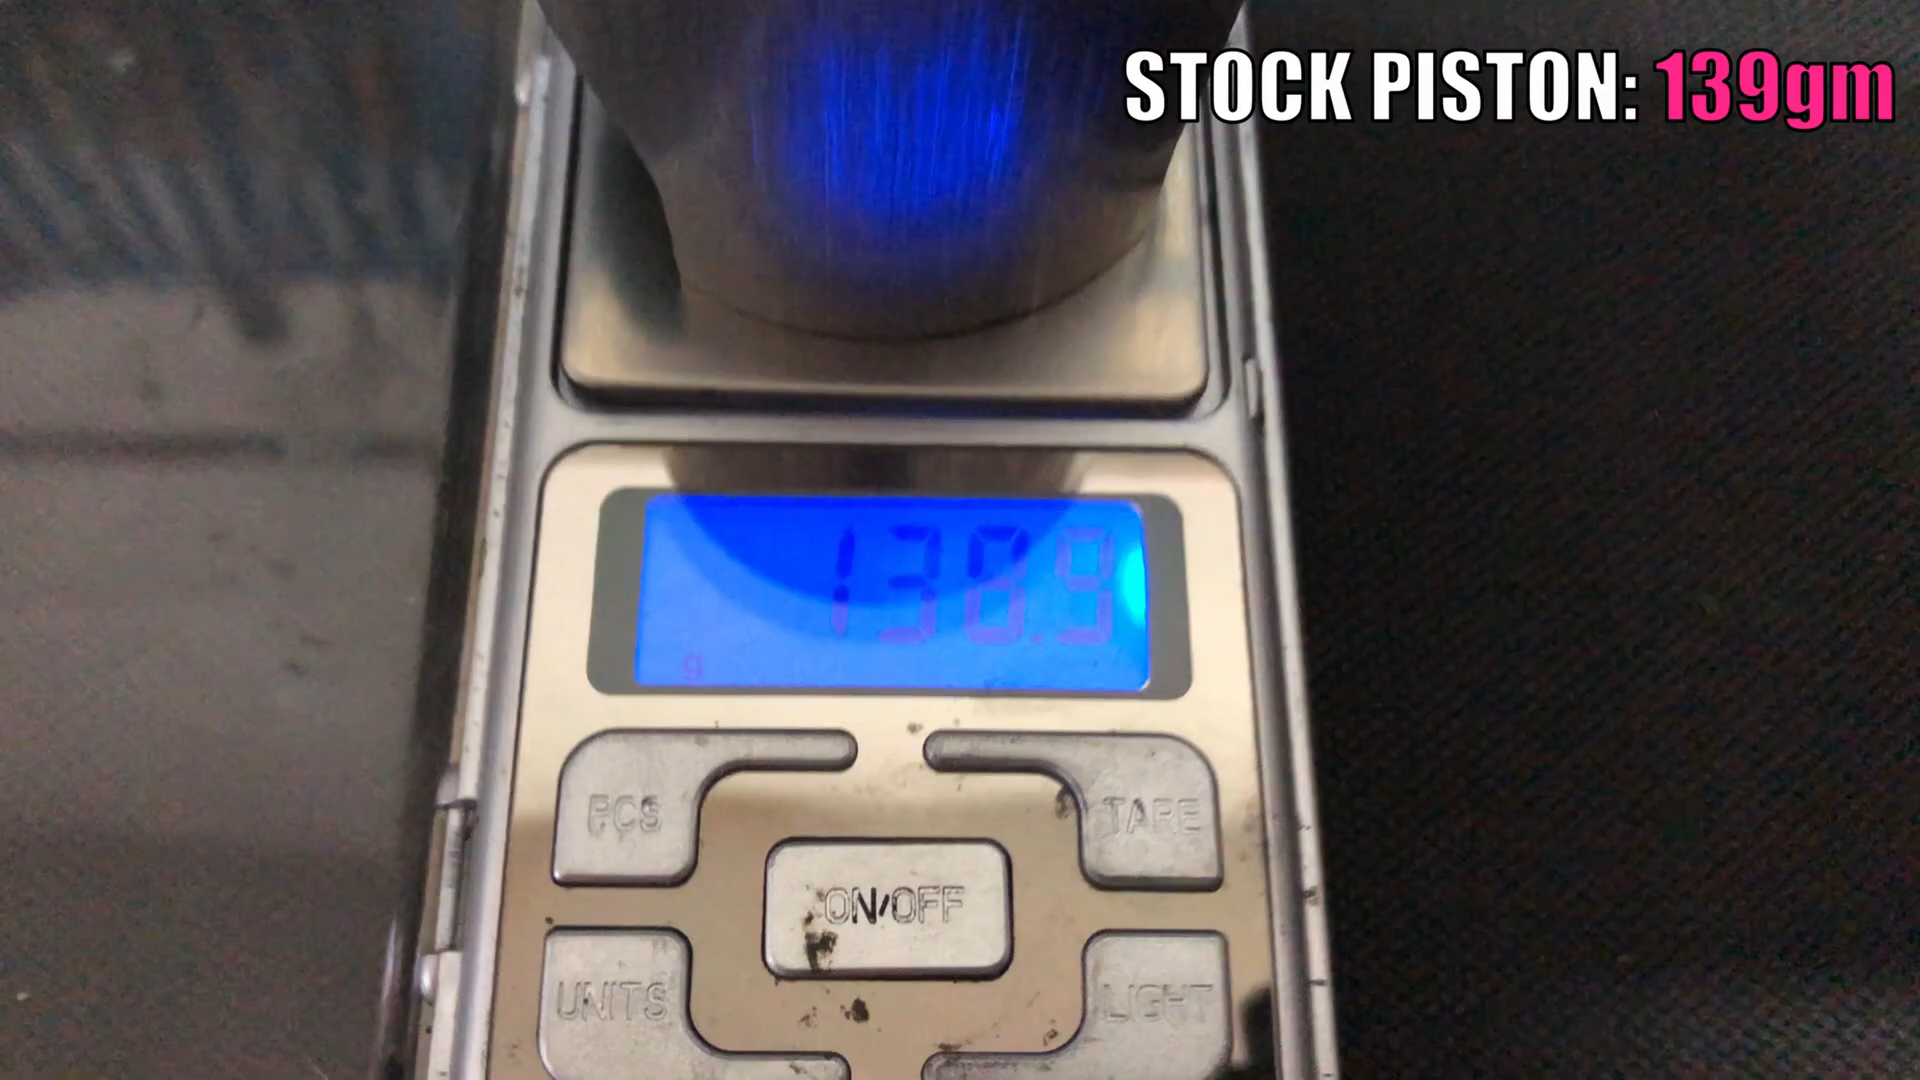 STOCK PISTON: 139gm
138.9
g
PCS
TARE
ON/OFF
UNITS
LIGHT